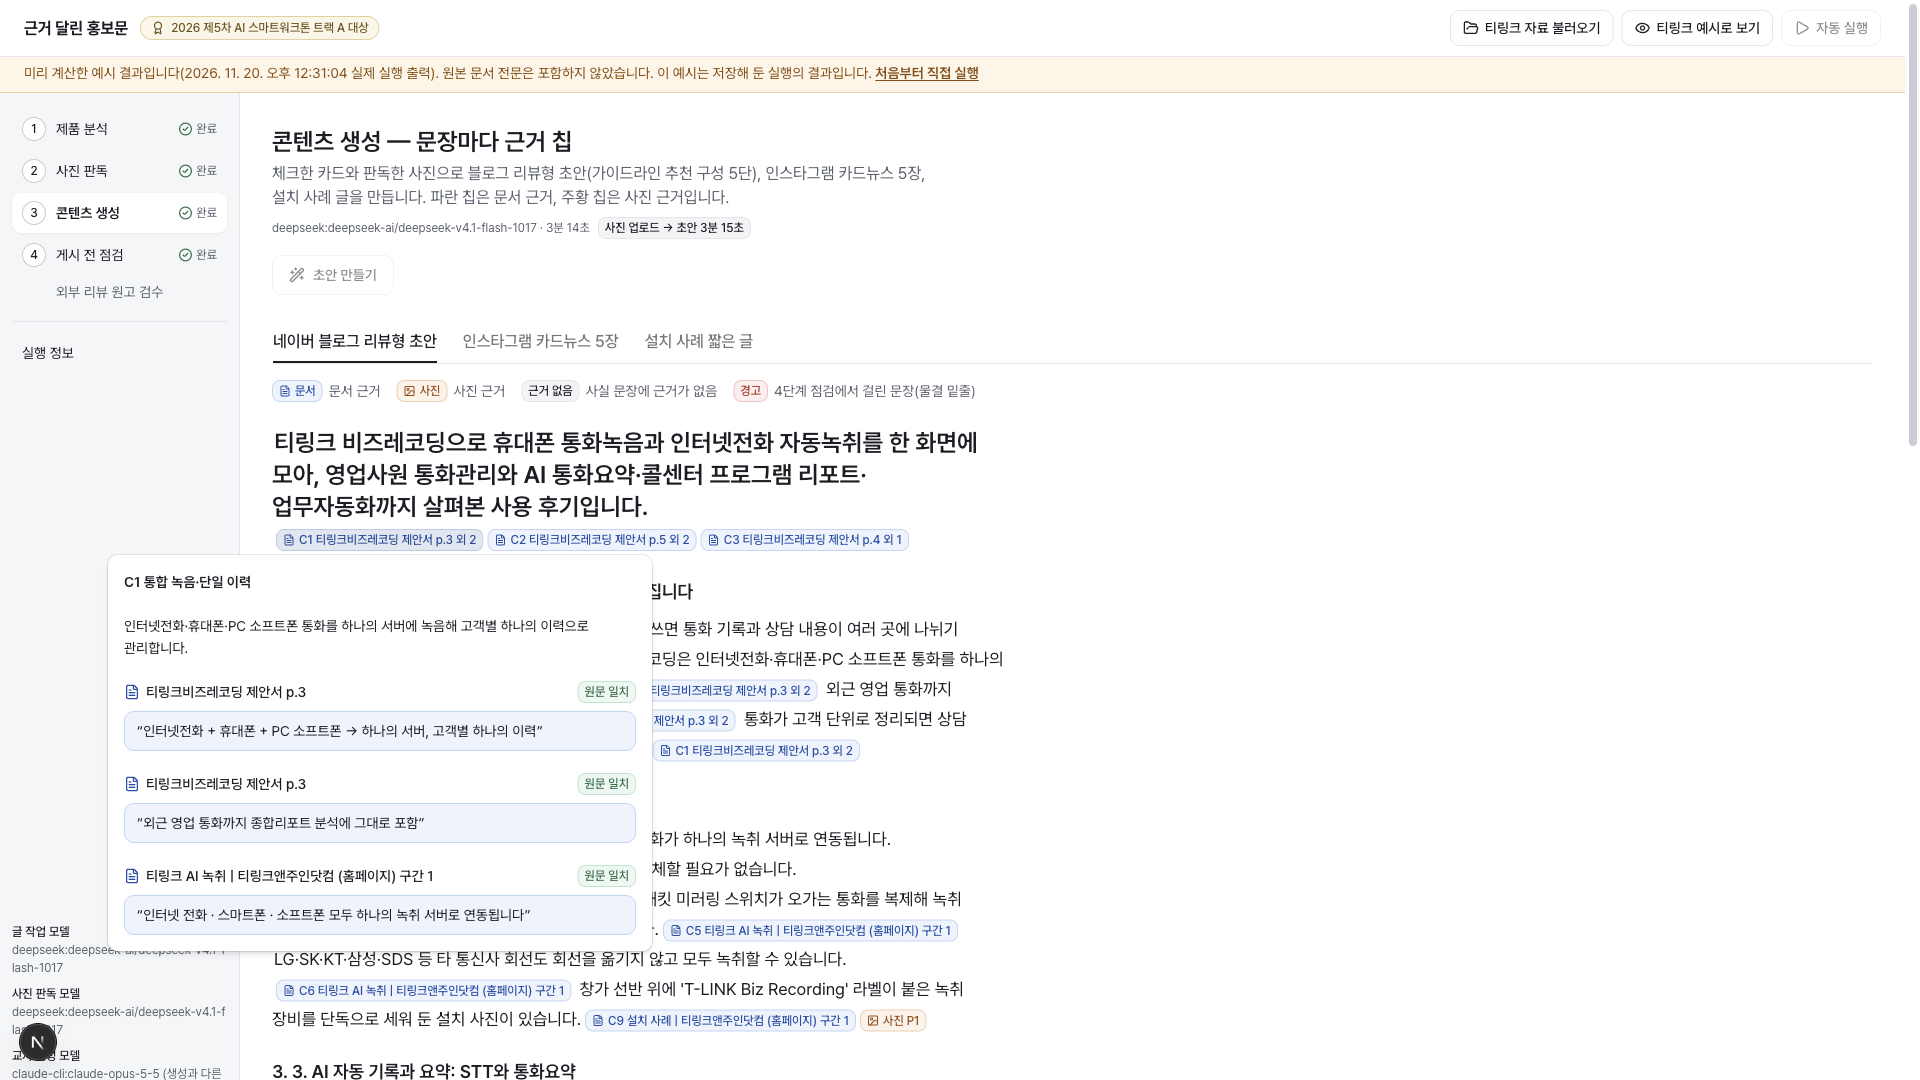 근거 달린 홍보문
2026 제5차 AI 스마트워크톤 트랙 A 대상
티링크 자료 불러오기
티링크 예시로 보기
자동 실행
미리 계산한 예시 결과입니다(2026. 11. 20. 오후 12:31:04 실제 실행 출력). 원본 문서 전문은 포함하지 않았습니다. 이 예시는 저장해 둔 실행의 결과입니다. 처음부터 직접 실행
1 제품 분석 완료
2 사진 판독 완료
3 콘텐츠 생성 완료
4 게시 전 점검 완료
외부 리뷰 원고 검수
실행 정보
콘텐츠 생성 — 문장마다 근거 칩
체크한 카드와 판독한 사진으로 블로그 리뷰형 초안(가이드라인 추천 구성 5단), 인스타그램 카드뉴스 5장,
설치 사례 글을 만듭니다. 파란 칩은 문서 근거, 주황 칩은 사진 근거입니다.
deepseek:deepseek-ai/deepseek-v4.1-flash-1017 · 3분 14초 사진 업로드 → 초안 3분 15초
초안 만들기
네이버 블로그 리뷰형 초안 인스타그램 카드뉴스 5장 설치 사례 짧은 글
문서 문서 근거 사진 사진 근거 근거 없음 사실 문장에 근거가 없음 경고 4단계 점검에서 걸린 문장(물결 밑줄)
티링크 비즈레코딩으로 휴대폰 통화녹음과 인터넷전화 자동녹취를 한 화면에
모아, 영업사원 통화관리와 AI 통화요약·콜센터 프로그램 리포트·
업무자동화까지 살펴본 사용 후기입니다.
C1 티링크비즈레코딩 제안서 p.3 외 2 C2 티링크비즈레코딩 제안서 p.5 외 2 C3 티링크비즈레코딩 제안서 p.4 외 1
C1 통합 녹음·단일 이력
인터넷전화·휴대폰·PC 소프트폰 통화를 하나의 서버에 녹음해 고객별 하나의 이력으로
관리합니다.
티링크비즈레코딩 제안서 p.3 원문 일치
“인터넷전화 + 휴대폰 + PC 소프트폰 → 하나의 서버, 고객별 하나의 이력”
티링크비즈레코딩 제안서 p.3 원문 일치
“외근 영업 통화까지 종합리포트 분석에 그대로 포함”
티링크 AI 녹취 | 티링크앤주인닷컴 (홈페이지) 구간 1 원문 일치
“인터넷 전화 · 스마트폰 · 소프트폰 모두 하나의 녹취 서버로 연동됩니다”
집니다
쓰면 통화 기록과 상담 내용이 여러 곳에 나뉘기
코딩은 인터넷전화·휴대폰·PC 소프트폰 통화를 하나의
티링크비즈레코딩 제안서 p.3 외 2 외근 영업 통화까지
제안서 p.3 외 2 통화가 고객 단위로 정리되면 상담
C1 티링크비즈레코딩 제안서 p.3 외 2
화가 하나의 녹취 서버로 연동됩니다.
체할 필요가 없습니다.
패킷 미러링 스위치가 오가는 통화를 복제해 녹취
. C5 티링크 AI 녹취 | 티링크앤주인닷컴 (홈페이지) 구간 1
LG·SK·KT·삼성·SDS 등 타 통신사 회선도 회선을 옮기지 않고 모두 녹취할 수 있습니다.
C6 티링크 AI 녹취 | 티링크앤주인닷컴 (홈페이지) 구간 1 창가 선반 위에 'T-LINK Biz Recording' 라벨이 붙은 녹취
장비를 단독으로 세워 둔 설치 사진이 있습니다. C9 설치 사례 | 티링크앤주인닷컴 (홈페이지) 구간 1 사진 P1
3. 3. AI 자동 기록과 요약: STT와 통화요약
글 작업 모델
deepseek:deepseek-ai/deepseek-v4.1-f
lash-1017
사진 판독 모델
deepseek:deepseek-ai/deepseek-v4.1-f
17
모델
claude-cli:claude-opus-5-5 (생성과 다른
N